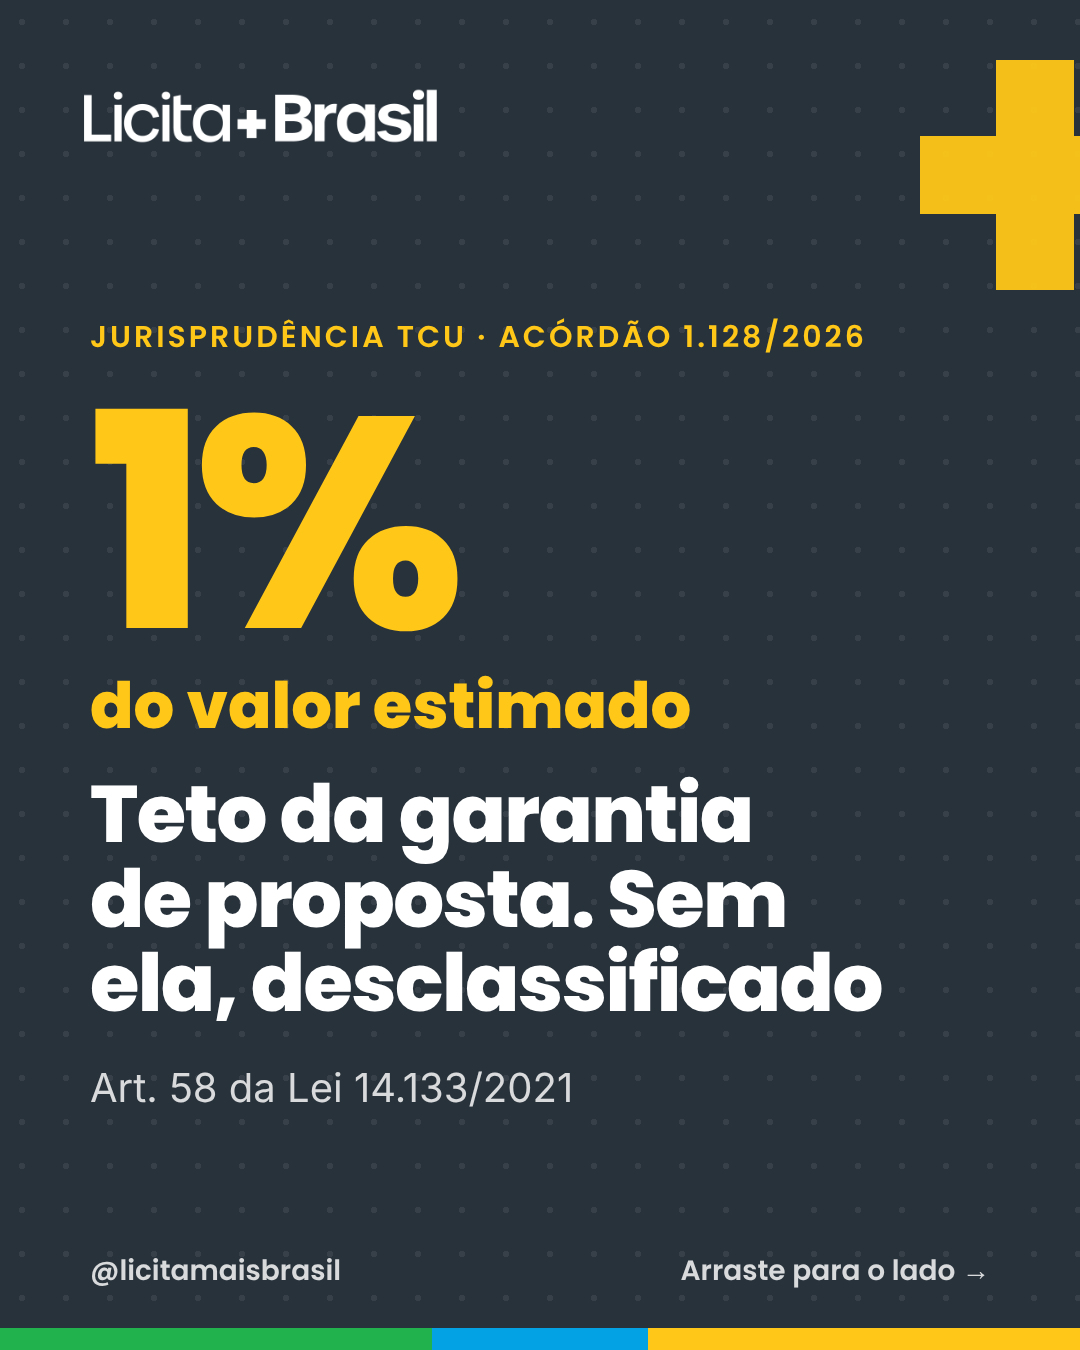 Licita+Brasil
JURISPRUDÊNCIA TCU · ACÓRDÃO 1.128/2026
1%
do valor estimado
Teto da garantia
de proposta. Sem
ela, desclassificado
Art. 58 da Lei 14.133/2021
@licitamaisbrasil
Arraste para o lado →